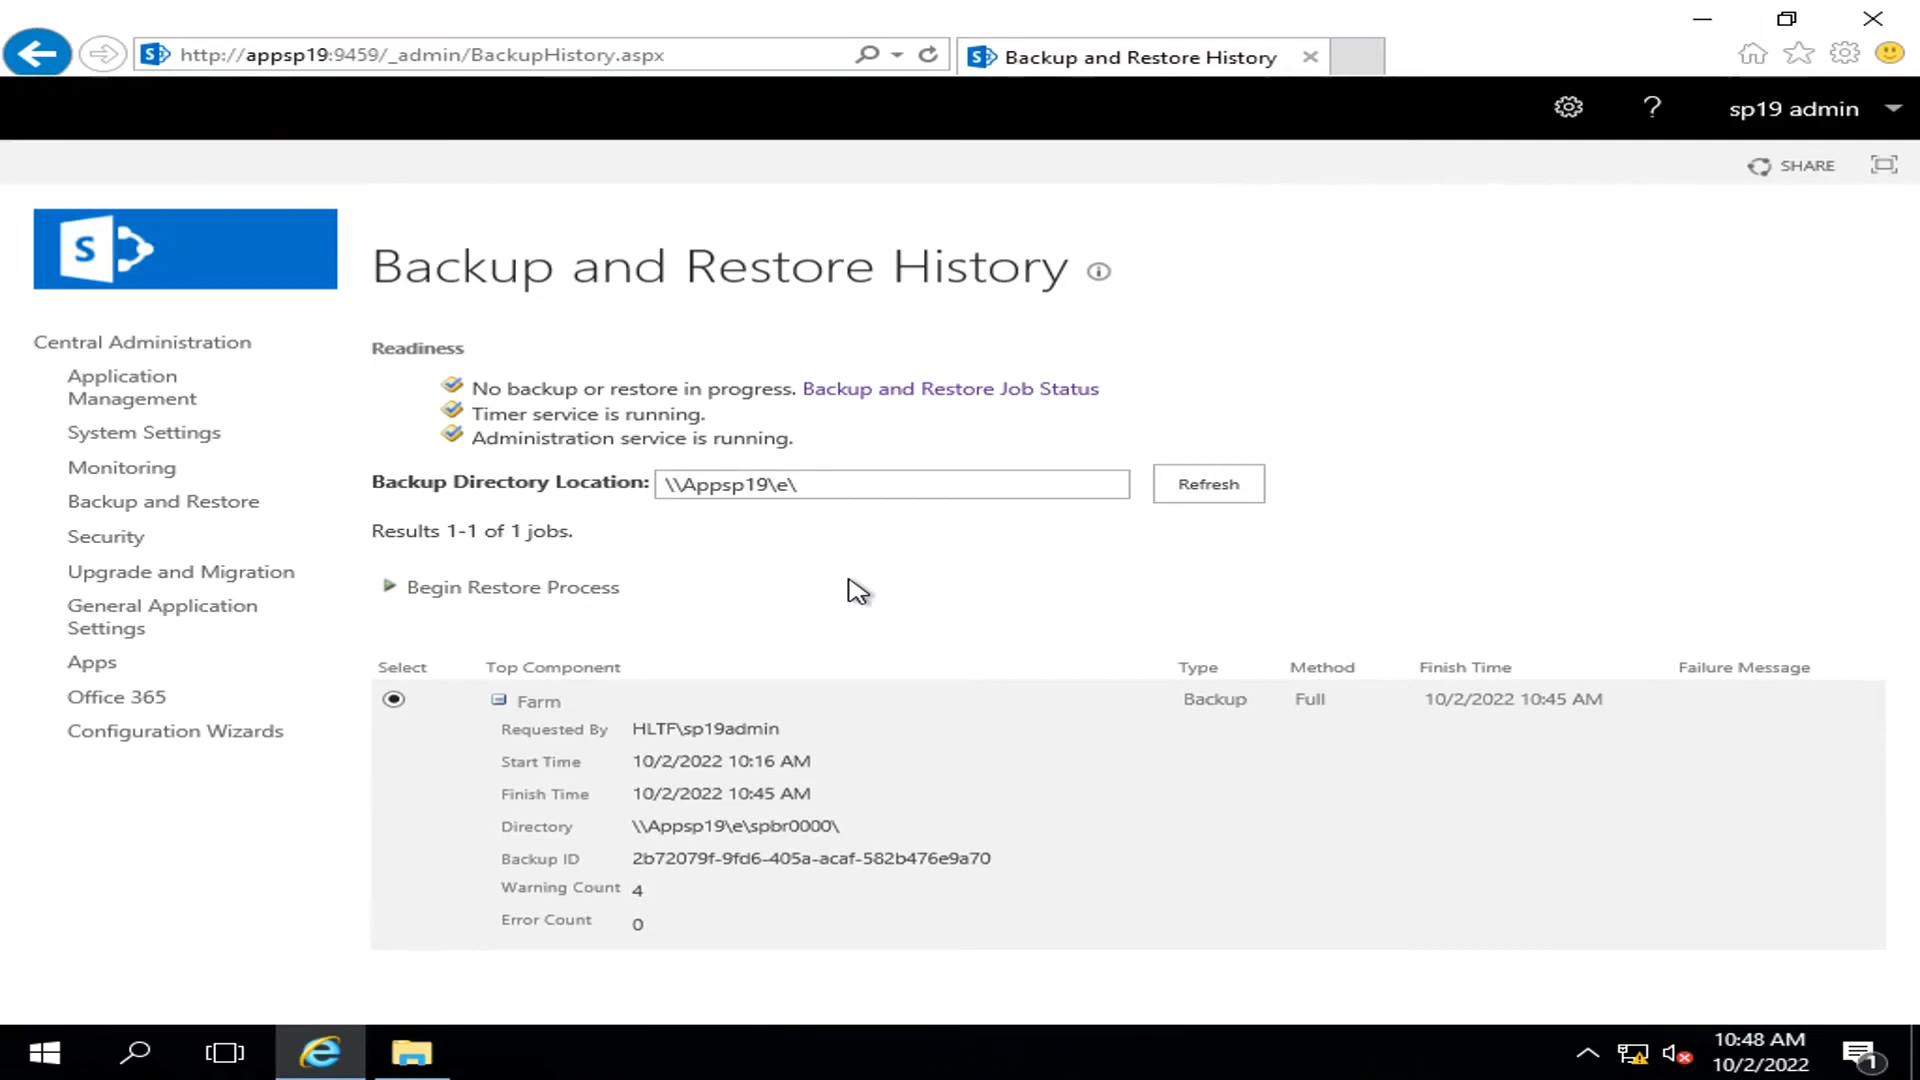 http://appsp19:9459/_admin/BackupHistory.aspx
Backup and Restore History
?
sp19 admin
SHARE
S
Backup and Restore History
Central Administration
Application
Management
System Settings
Monitoring
Backup and Restore
Security
Upgrade and Migration
General Application
Settings
Apps
Office 365
Configuration Wizards
Readiness
No backup or restore in progress. Backup and Restore Job Status
Timer service is running.
Administration service is running.
Backup Directory Location: \\Appsp19\e\ Refresh
Results 1-1 of 1 jobs.
Begin Restore Process
Select Top Component Type Method Finish Time Failure Message
Farm Backup Full 10/2/2022 10:45 AM
Requested By HLTF\sp19admin
Start Time 10/2/2022 10:16 AM
Finish Time 10/2/2022 10:45 AM
Directory \\Appsp19\e\spbr0000\
Backup ID 2b72079f-9fd6-405a-acaf-582b476e9a70
Warning Count 4
Error Count 0
10:48 AM
10/2/2022
1